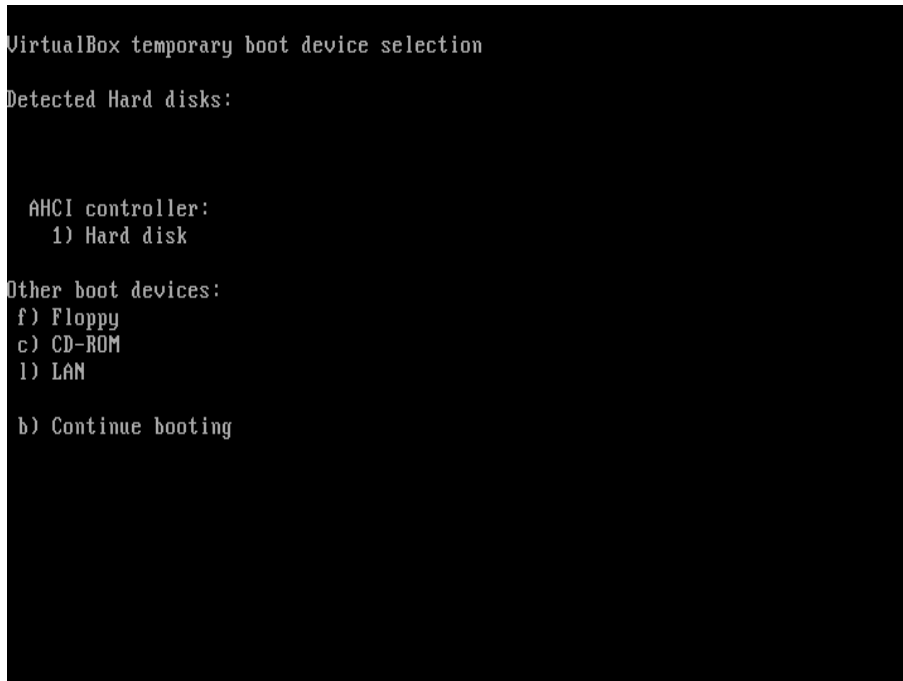 VirtualBox temporary boot device selection
Detected Hard disks:
AHCI controller:
1) Hard disk
Other boot devices:
f) Floppy
c) CD-ROM
l) LAN
b) Continue booting